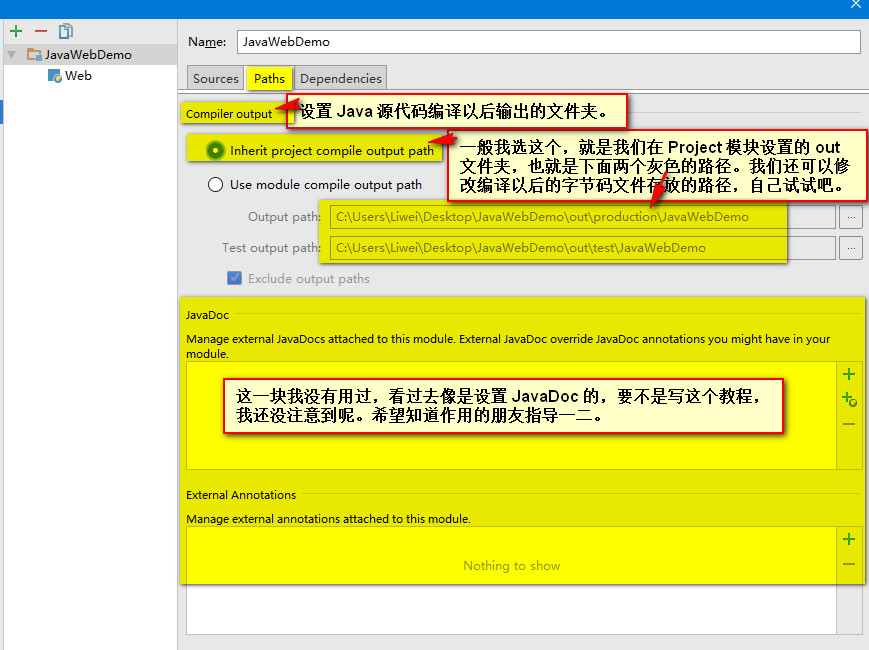 JavaWebDemo
Web
Name: JavaWebDemo
Sources Paths Dependencies
Compiler output
设置 Java 源代码编译以后输出的文件夹。
Inherit project compile output path
一般我选这个，就是我们在 Project 模块设置的 out
文件夹，也就是下面两个灰色的路径。我们还可以修
改编译以后的字节码文件存放的路径，自己试试吧。
Use module compile output path
Output path: C:\Users\Liwei\Desktop\JavaWebDemo\out\production\JavaWebDemo ...
Test output path: C:\Users\Liwei\Desktop\JavaWebDemo\out\test\JavaWebDemo ...
Exclude output paths
JavaDoc
Manage external JavaDocs attached to this module. External JavaDoc override JavaDoc annotations you might have in your
module.
这一块我没有用过，看过去像是设置 JavaDoc 的，要不是写这个教程，
我还没注意到呢。希望知道作用的朋友指导一二。
External Annotations
Manage external annotations attached to this module.
Nothing to show